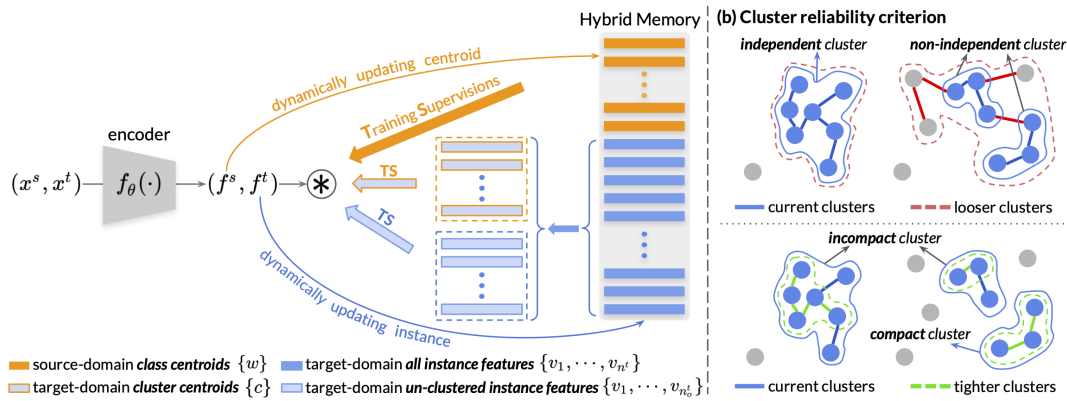 Hybrid Memory
dynamically updating centroid
Training Supervisions
encoder
(x^s, x^t)
f_θ(·)
(f^s, f^t)
⊛
TS
TS
dynamically updating instance
source-domain class centroids {w}
target-domain all instance features {v_1, ⋯, v_{n^t}}
target-domain cluster centroids {c}
target-domain un-clustered instance features {v_1, ⋯, v_{n_o^t}}
(b) Cluster reliability criterion
independent cluster
non-independent cluster
current clusters
looser clusters
incompact cluster
compact cluster
current clusters
tighter clusters